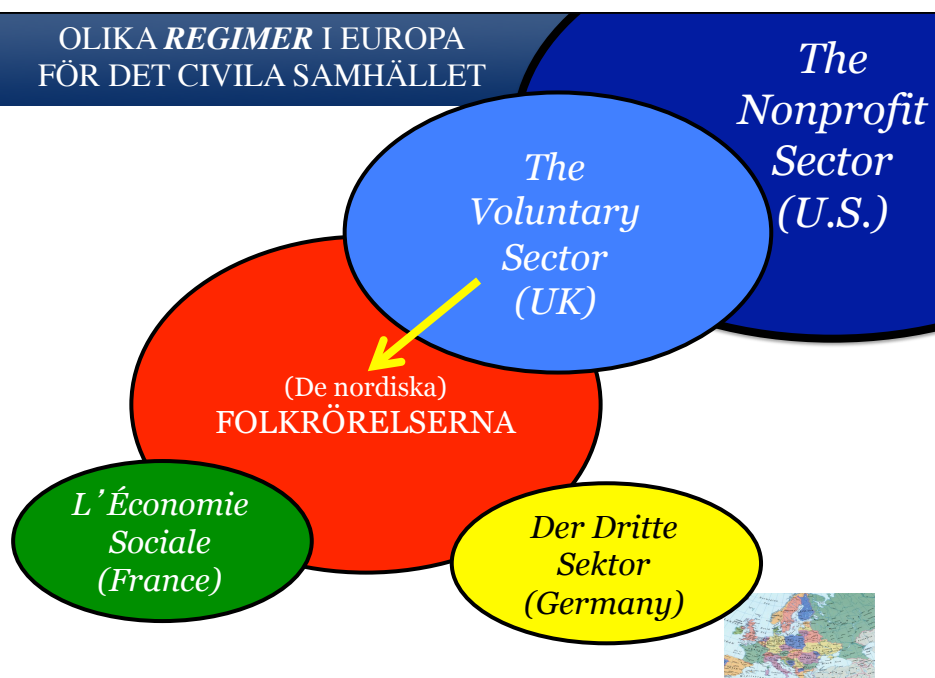 OLIKA REGIMER I EUROPA
FÖR DET CIVILA SAMHÄLLET
The
Nonprofit
Sector
(U.S.)
The
Voluntary
Sector
(UK)
(De nordiska)
FOLKRÖRELSERNA
L’Économie
Sociale
(France)
Der Dritte
Sektor
(Germany)